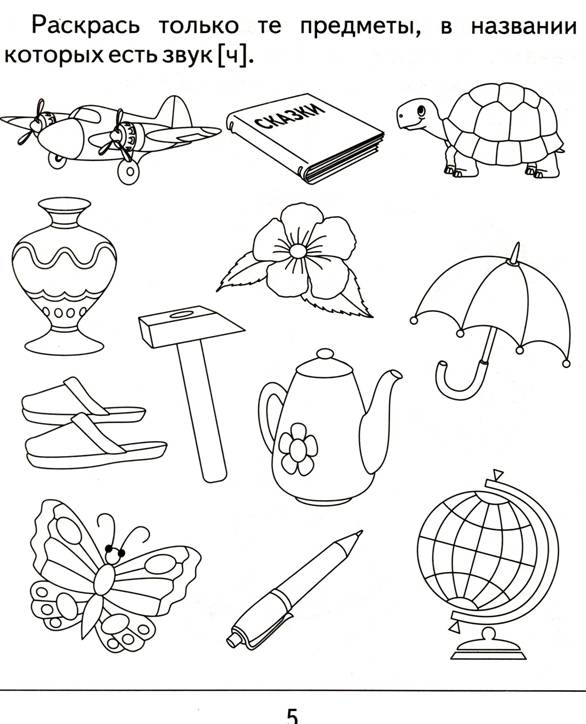 Раскрась только те предметы, в названии
которых есть звук [ч].
СКАЗКИ
5